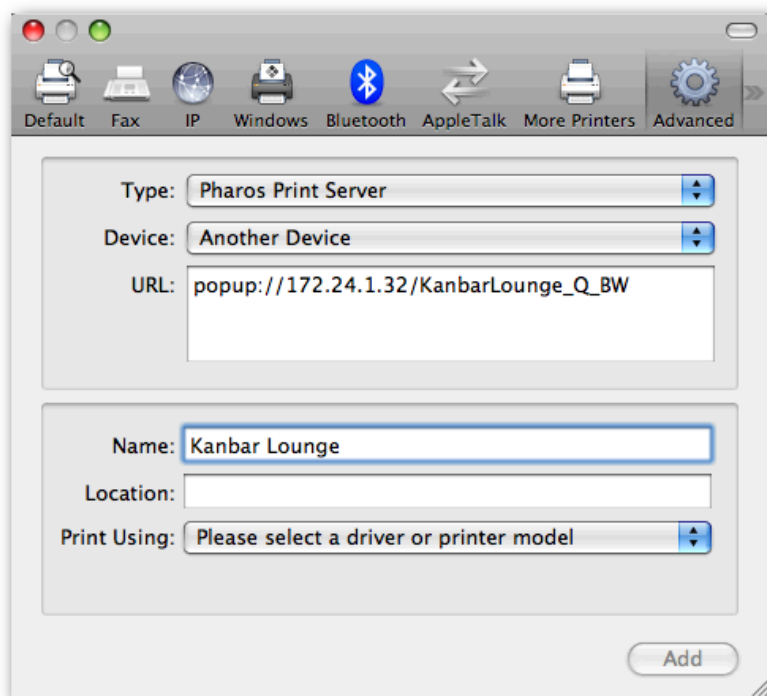 Default Fax IP Windows Bluetooth AppleTalk More Printers Advanced
Type: Pharos Print Server
Device: Another Device
URL: popup://172.24.1.32/KanbarLounge_Q_BW
Name: Kanbar Lounge
Location:
Print Using: Please select a driver or printer model
Add